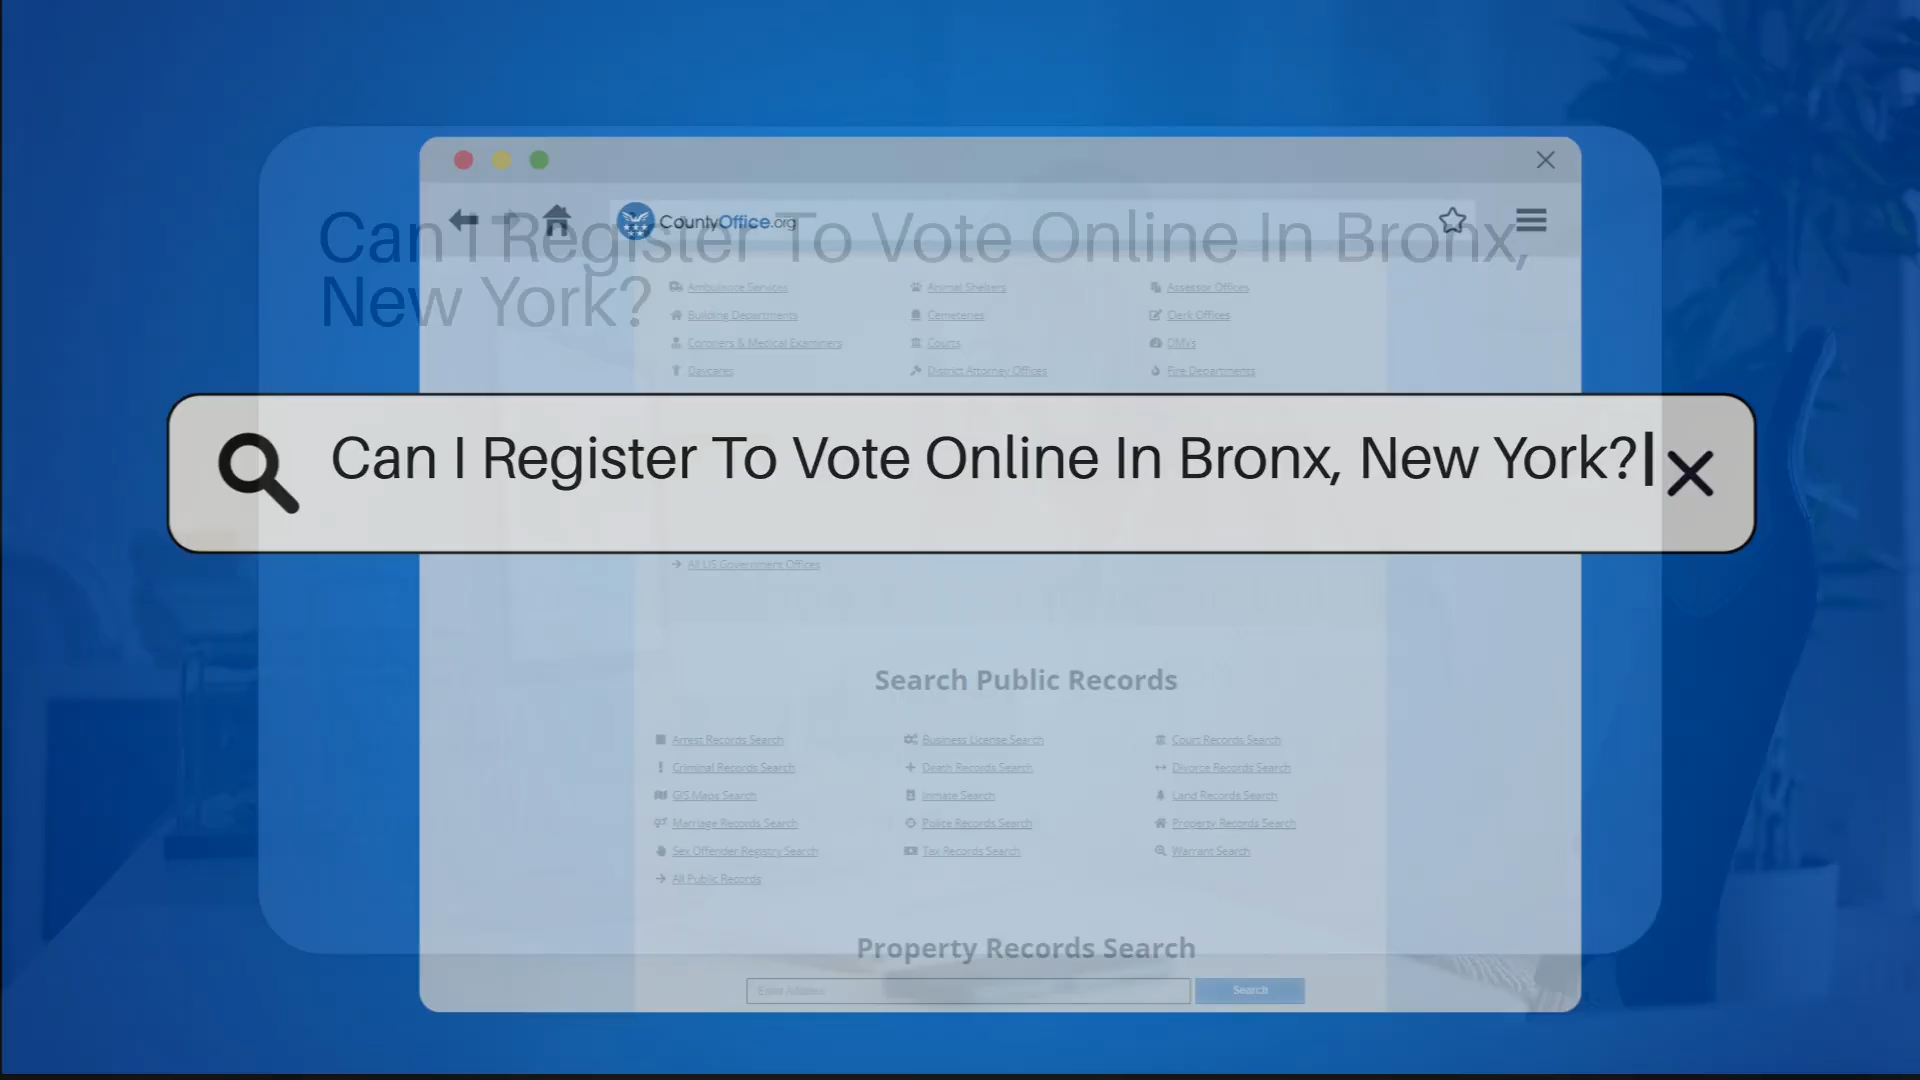 CountyOffice.org
Can I Register To Vote Online In Bronx,
New York?
Ambulance Services Animal Shelters Assessor Offices
Building Departments Cemeteries Clerk Offices
Coroners & Medical Examiners Courts DMVs
Daycares District Attorney Offices Fire Departments
Can I Register To Vote Online In Bronx, New York?
All US Government Offices
Search Public Records
Arrest Records Search Business License Search Court Records Search
Criminal Records Search Death Records Search Divorce Records Search
GIS Maps Search Inmate Search Land Records Search
Marriage Records Search Police Records Search Property Records Search
Sex Offender Registry Search Tax Records Search Warrant Search
All Public Records
Property Records Search
Enter Address Search